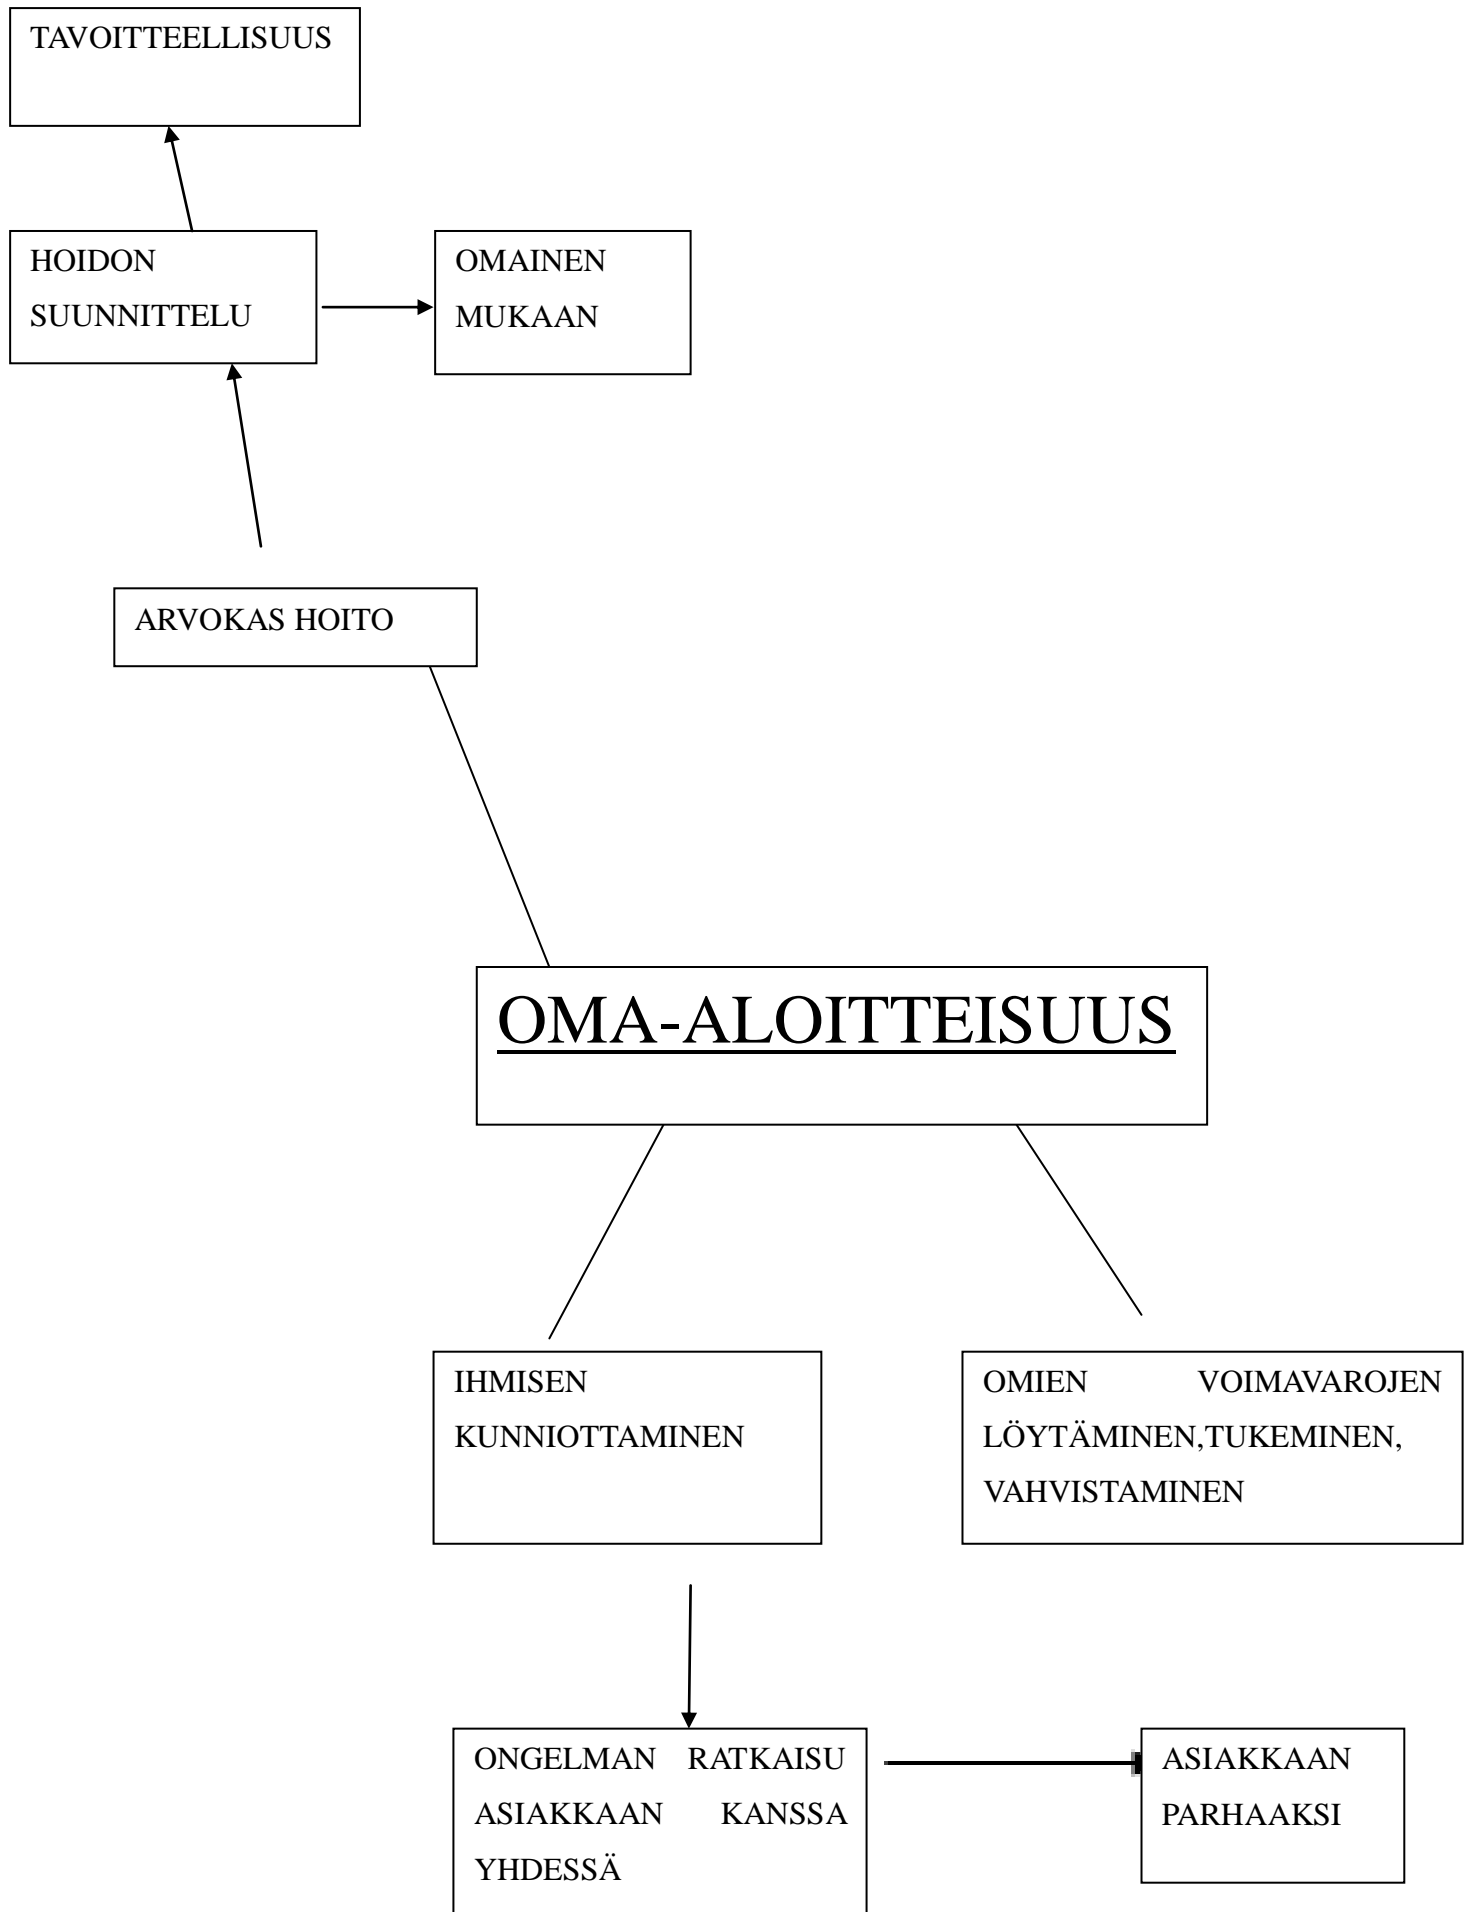 TAVOITTEELLISUUS
HOIDON
SUUNNITTELU
OMAINEN
MUKAAN
ARVOKAS HOITO
OMA-ALOITTEISUUS
IHMISEN
KUNNIOTTAMINEN
OMIEN VOIMAVAROJEN
LÖYTÄMINEN,TUKEMINEN,
VAHVISTAMINEN
ONGELMAN RATKAISU
ASIAKKAAN KANSSA
YHDESSÄ
ASIAKKAAN
PARHAAKSI